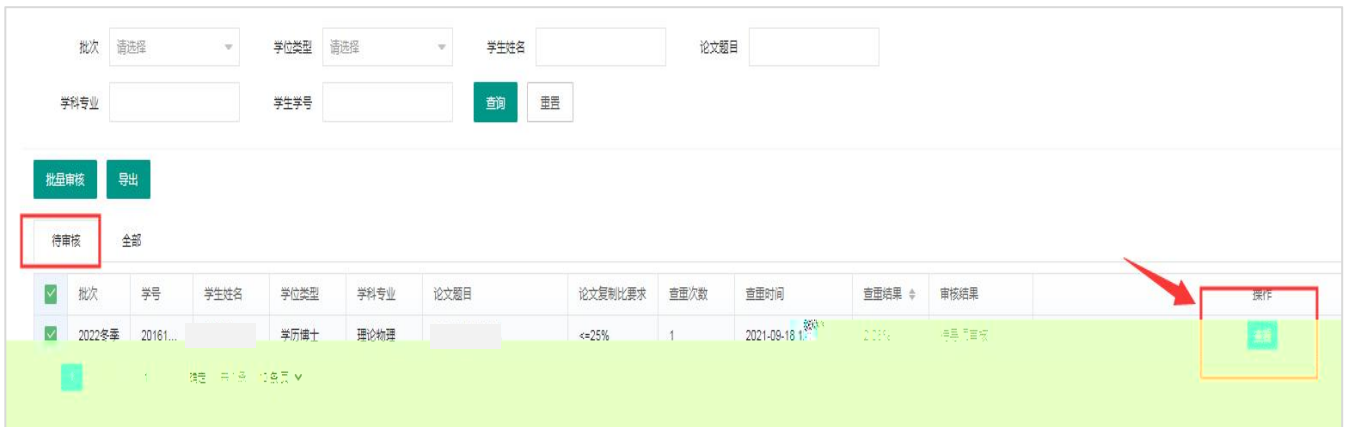 批次 请选择 学位类型 请选择 学生姓名 论文题目
学科专业 学生学号 查询 重置
批量审核 导出
待审核 全部
批次 学号 学生姓名 学位类型 学科专业 论文题目 论文复制比要求 查重次数 查重时间 查重结果 审核结果 操作
2022冬季 20161... 学历博士 理论物理 <=25% 1 2021-09-18
1 确定